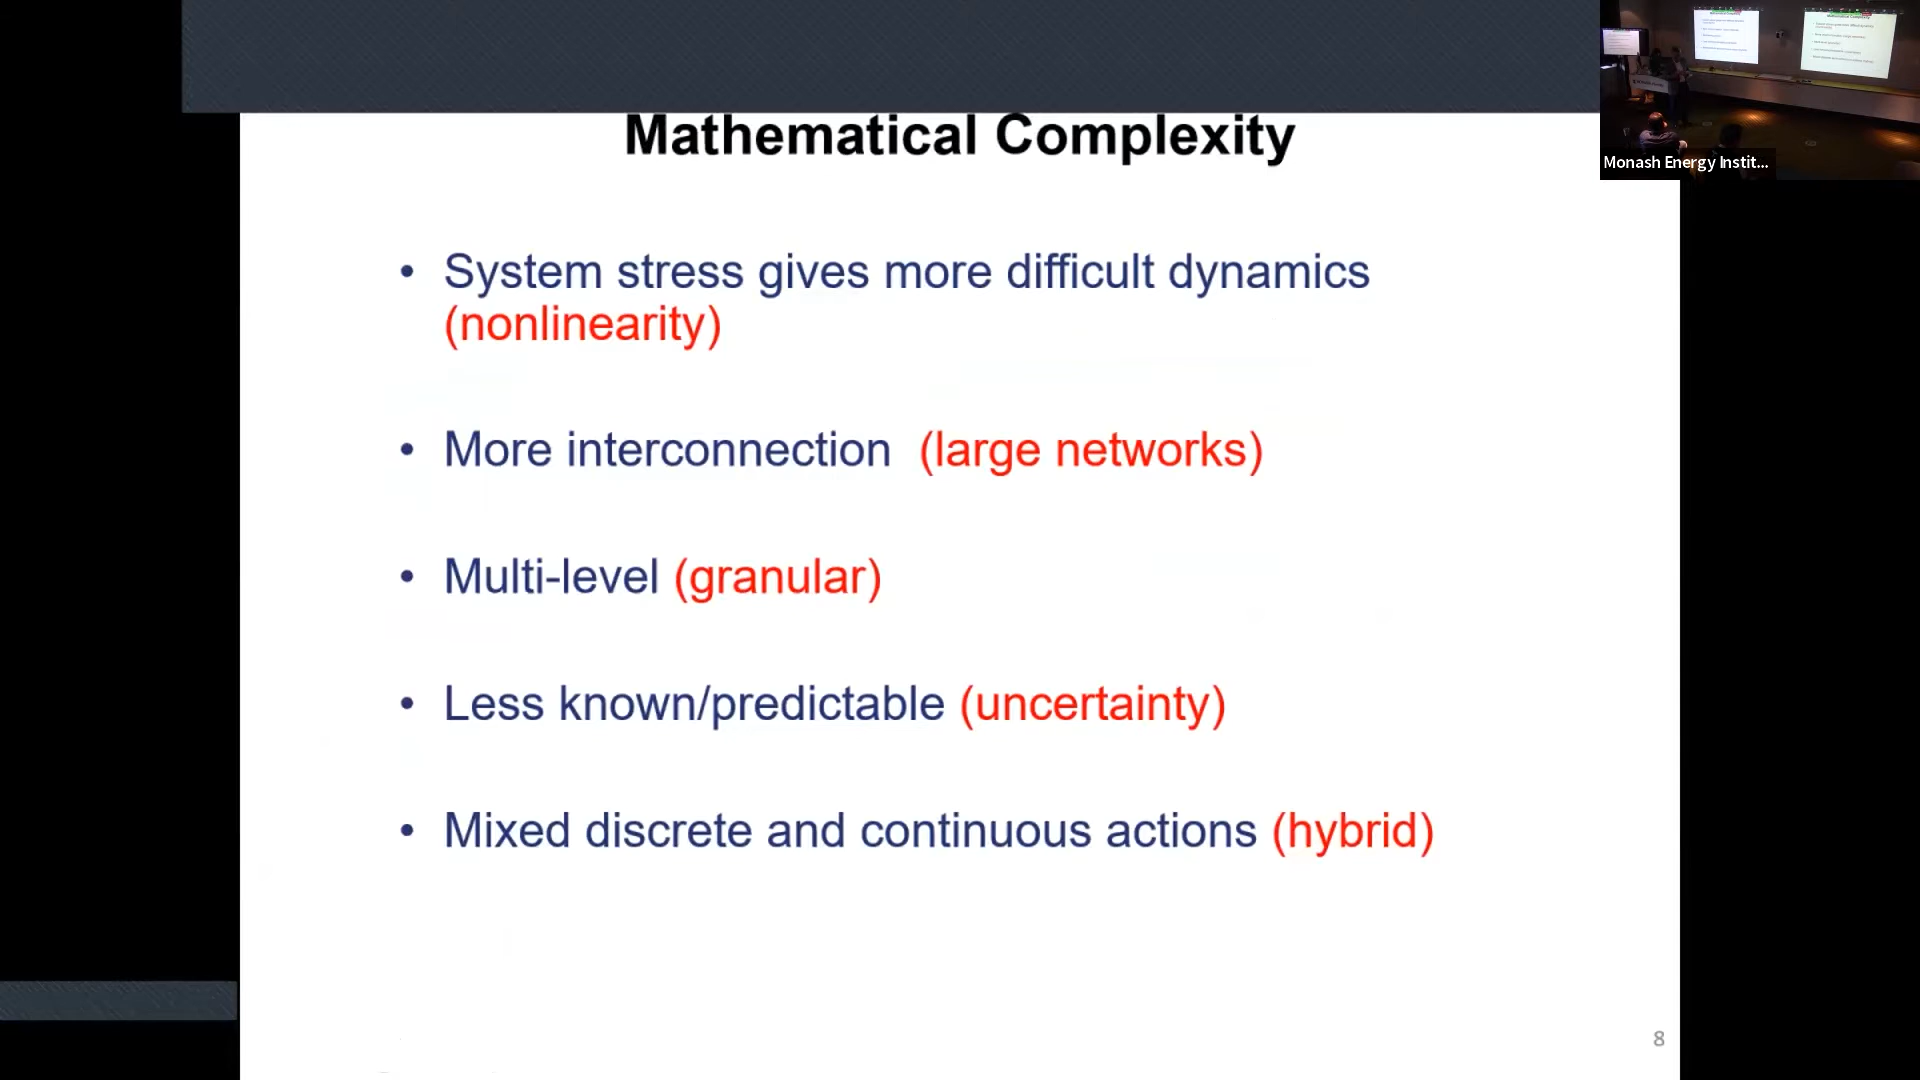 Mathematical Complexity
• System stress gives more difficult dynamics
(nonlinearity)
• More interconnection (large networks)
• Multi-level (granular)
• Less known/predictable (uncertainty)
• Mixed discrete and continuous actions (hybrid)
8
Monash Energy Instit...